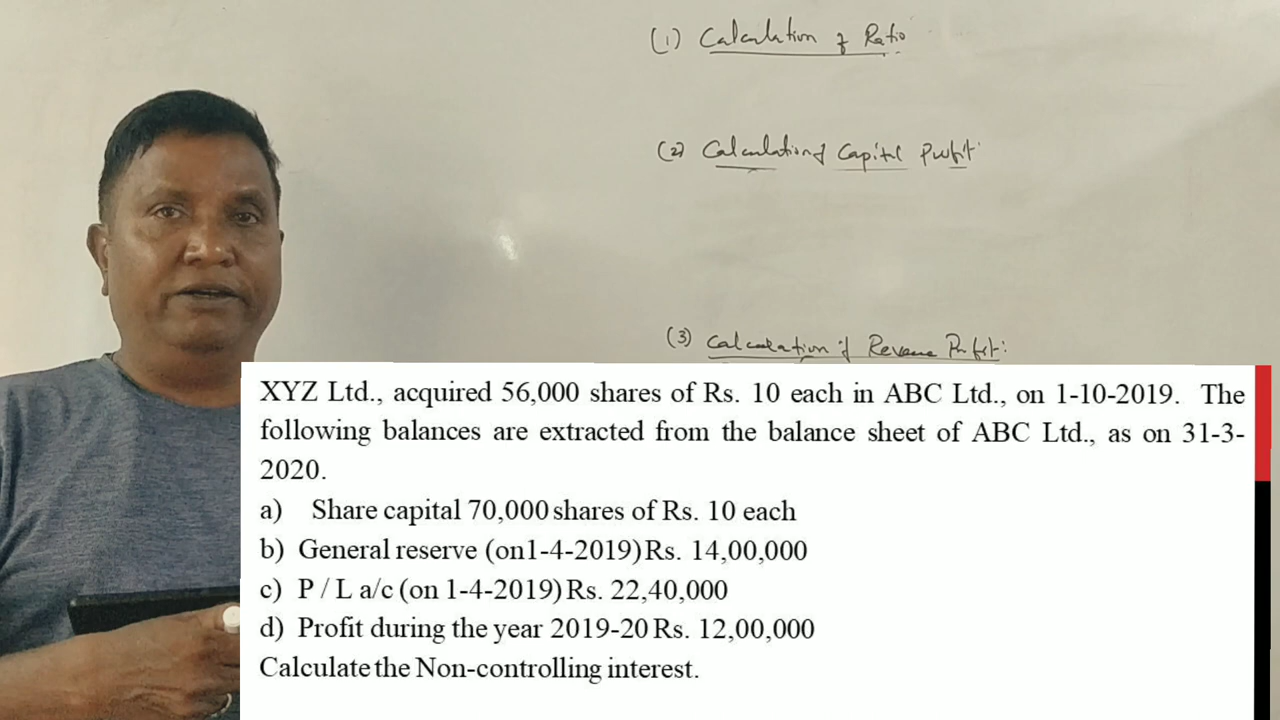 (1) Calculation of Ratio
(2) Calculation of Capital Profit
(3) Calculation of Revenue Profit:
XYZ Ltd., acquired 56,000 shares of Rs. 10 each in ABC Ltd., on 1-10-2019. The
following balances are extracted from the balance sheet of ABC Ltd., as on 31-3-
2020.
a) Share capital 70,000 shares of Rs. 10 each
b) General reserve (on1-4-2019) Rs. 14,00,000
c) P / L a/c (on 1-4-2019) Rs. 22,40,000
d) Profit during the year 2019-20 Rs. 12,00,000
Calculate the Non-controlling interest.